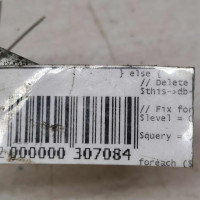 } else {
// Delete
$this->db-
// Fix for
$level = 
$query =
foreach ($
2 000000 307084